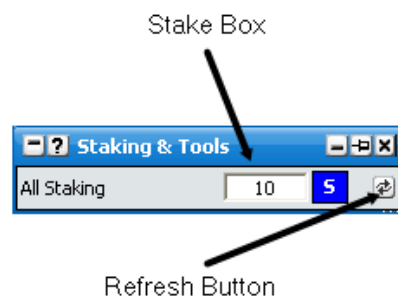 Stake Box
? Staking & Tools
All Staking 10 S
Refresh Button